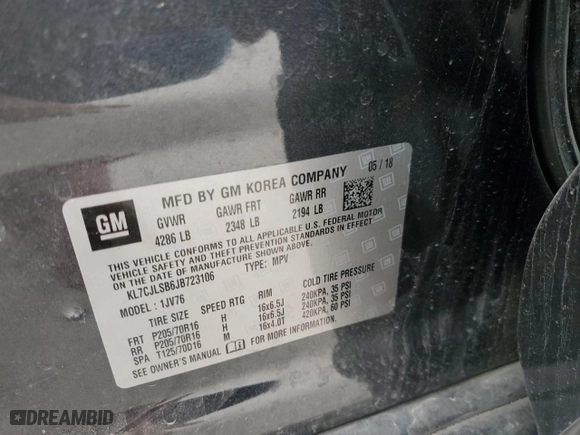 MFD BY GM KOREA COMPANY 05 / 18
GM
GVWR GAWR FRT GAWR RR
4286 LB 2348 LB 2194 LB
THIS VEHICLE CONFORMS TO ALL APPLICABLE U.S. FEDERAL MOTOR
VEHICLE SAFETY AND THEFT PREVENTION STANDARDS IN EFFECT ON
THE DATE OF MANUFACTURE SHOWN ABOVE.
KL7CJLSB6JB723106 TYPE: MPV
MODEL: 1JV76
TIRE SIZE SPEED RTG RIM COLD TIRE PRESSURE
FRT P205/70R16 H 16x6.5J 240KPA, 35 PSI
RR P205/70R16 H 16x6.5J 240KPA, 35 PSI
SPA T125/70D16 M 16x4.0T 420KPA, 60 PSI
SEE OWNER'S MANUAL FOR MORE INFORMATION.
DREAMBID